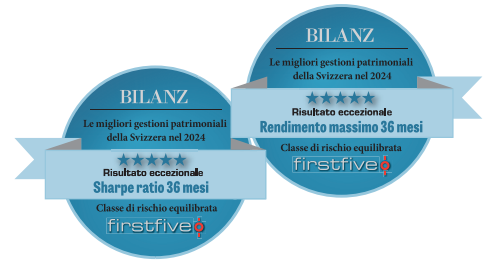 BILANZ
Le migliori gestioni patrimoniali
della Svizzera nel 2024
Risultato eccezionale
Sharpe ratio 36 mesi
Classe di rischio equilibrata
firstfive
BILANZ
Le migliori gestioni patrimoniali
della Svizzera nel 2024
Risultato eccezionale
Rendimento massimo 36 mesi
Classe di rischio equilibrata
firstfive